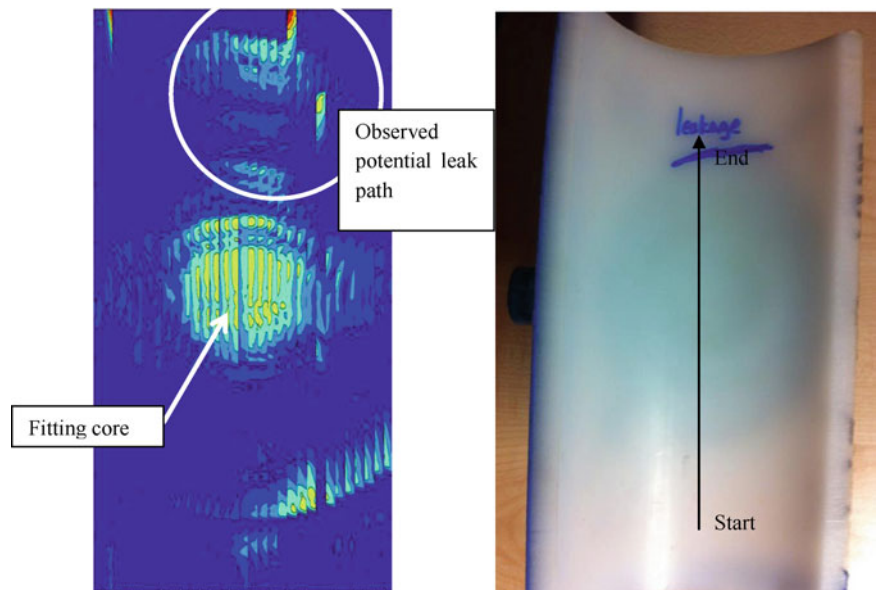 Observed
potential leak
path
Fitting core
leakage
End
Start